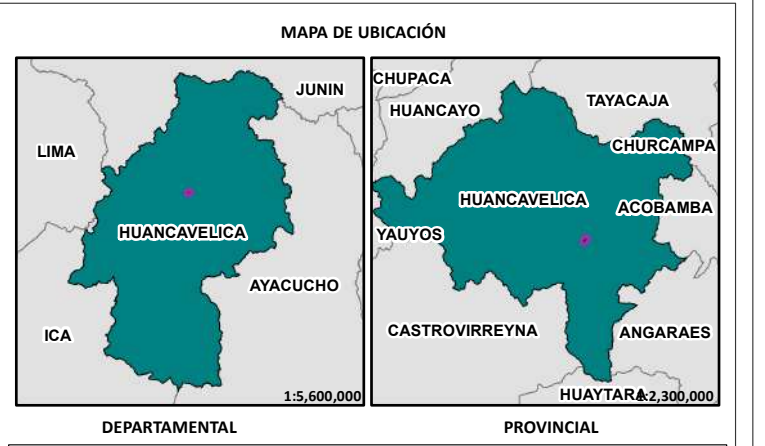 MAPA DE UBICACIÓN
JUNIN
LIMA
HUANCAVELICA
AYACUCHO
ICA
1:5,600,000
DEPARTAMENTAL
CHUPACA
HUANCAYO
TAYACAJA
CHURCAMPA
HUANCAVELICA
ACOBAMBA
YAUYOS
CASTROVIRREYNA
ANGARAES
HUAYTARA
1:2,300,000
PROVINCIAL